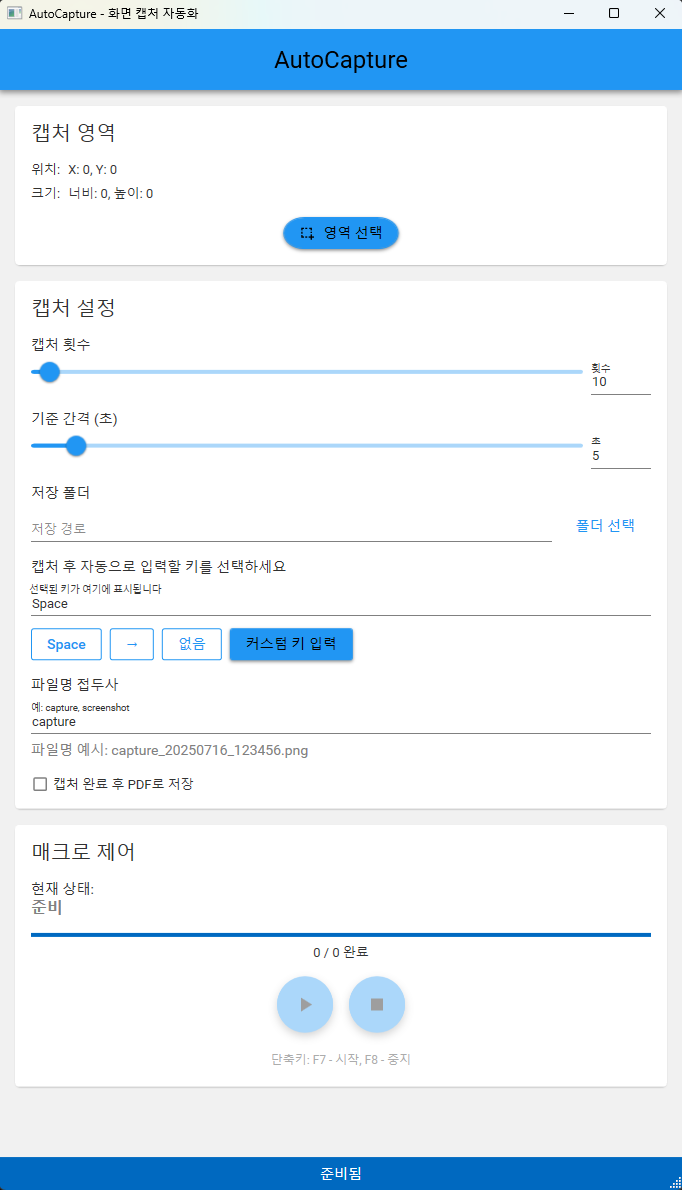 AutoCapture - 화면 캡처 자동화
AutoCapture
캡처 영역
위치: X: 0, Y: 0
크기: 너비: 0, 높이: 0
영역 선택
캡처 설정
캡처 횟수
횟수
10
기준 간격 (초)
초
5
저장 폴더
저장 경로
폴더 선택
캡처 후 자동으로 입력할 키를 선택하세요
선택된 키가 여기에 표시됩니다
Space
Space → 없음 커스텀 키 입력
파일명 접두사
예: capture, screenshot
capture
파일명 예시: capture_20250716_123456.png
캡처 완료 후 PDF로 저장
매크로 제어
현재 상태:
준비
0 / 0 완료
단축키: F7 - 시작, F8 - 중지
준비됨